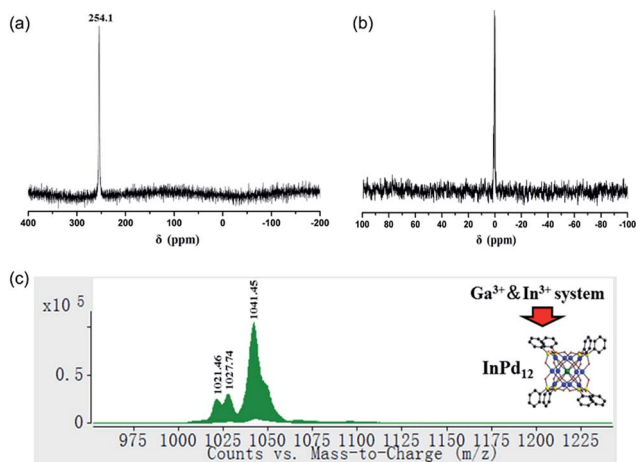 (a)
254.1
400 300 200 100 0 -100 -200
δ (ppm)
(b)
100 80 60 40 20 0 -20 -40 -60 -80 -100
δ (ppm)
(c)
x10 5
1
0.5
0
1021.46
1027.74
1041.45
975 1000 1025 1050 1075 1100 1125 1150 1175 1200 1225
Counts vs. Mass-to-Charge (m/z)
Ga3+&In3+ system
InPd12